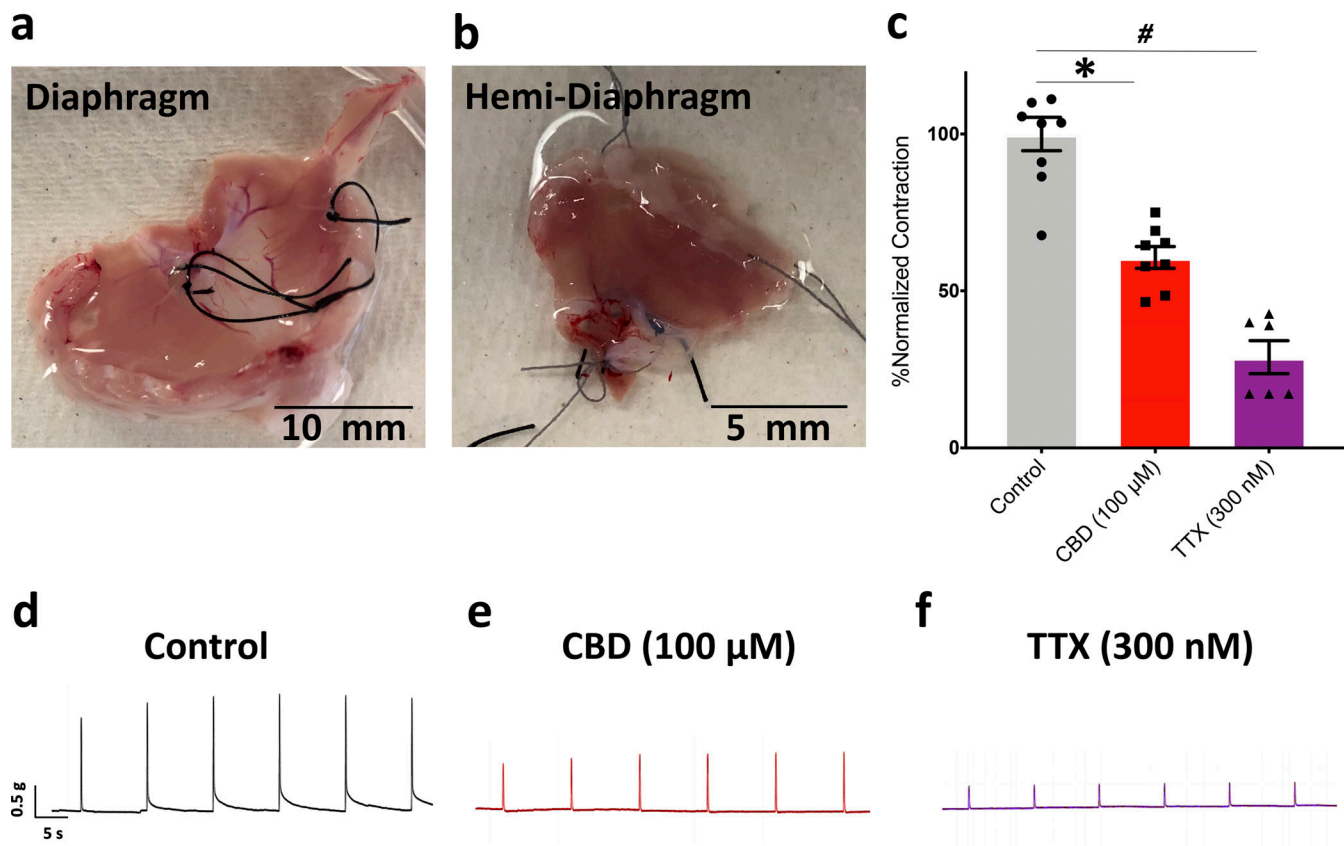 a
Diaphragm
10 mm
b
Hemi-Diaphragm
5 mm
c
#
*
%Normalized Contraction
100
50
0
Control
CBD (100 μM)
TTX (300 nM)
d
Control
0.5 g
5 s
e
CBD (100 μM)
f
TTX (300 nM)